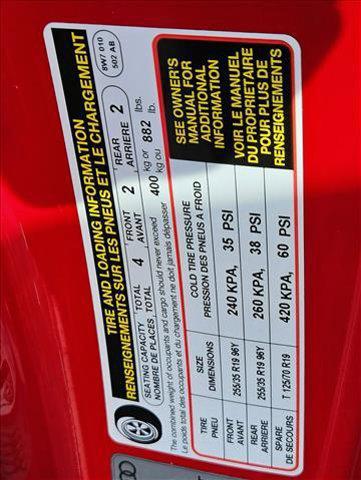 TIRE AND LOADING INFORMATION
RENSEIGNEMENTS SUR LES PNEUS ET LE CHARGEMENT
8W7 010
502 AB
SEATING CAPACITY TOTAL 4 FRONT 2 REAR 2
NOMBRE DE PLACES, TOTAL AVANT ARRIERE
The combined weight of occupants and cargo should never exceed 400 kg or 882 lbs.
Le poids total des occupants et du chargement ne doit jamais dépasser kg ou lb.
TIRE SIZE COLD TIRE PRESSURE
PNEU DIMENSIONS PRESSION DES PNEUS A FROID
FRONT
AVANT 255/35 R19 96Y 240 KPA, 35 PSI
REAR
ARRIERE 255/35 R19 96Y 260 KPA, 38 PSI
SPARE
DE SECOURS T 125/70 R19 420 KPA, 60 PSI
SEE OWNER'S
MANUAL FOR
ADDITIONAL
INFORMATION
VOIR LE MANUEL
DU PROPRIETAIRE
POUR PLUS DE
RENSEIGNEMENTS